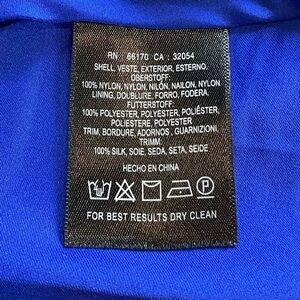 RN : 66170 CA : 32054
SHELL, VESTE, EXTERIOR, ESTERNO,
OBERSTOFF:
100% NYLON, NYLON, NILÓN, NAILON, NYLON
LINING, DOUBLURE, FORRO, FODERA,
FUTTERSTOFF:
100% POLYESTER, POLYESTER, POLIÉSTER,
POLIESTERE, POLYESTER
TRIM, BORDURE, ADORNOS , GUARNIZIONI,
TRIMM:
100% SILK, SOIE, SEDA, SETA, SEIDE
HECHO EN CHINA
P
FOR BEST RESULTS DRY CLEAN